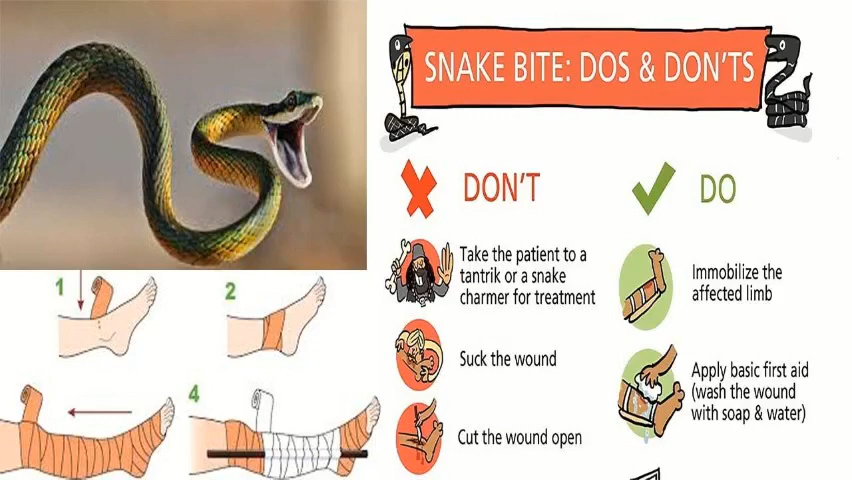 SNAKE BITE: DOS & DON'TS
DON'T
Take the patient to a
tantrik or a snake
charmer for treatment
Suck the wound
Cut the wound open
DO
Immobilize the
affected limb
Apply basic first aid
(wash the wound
with soap & water)
1
2
4